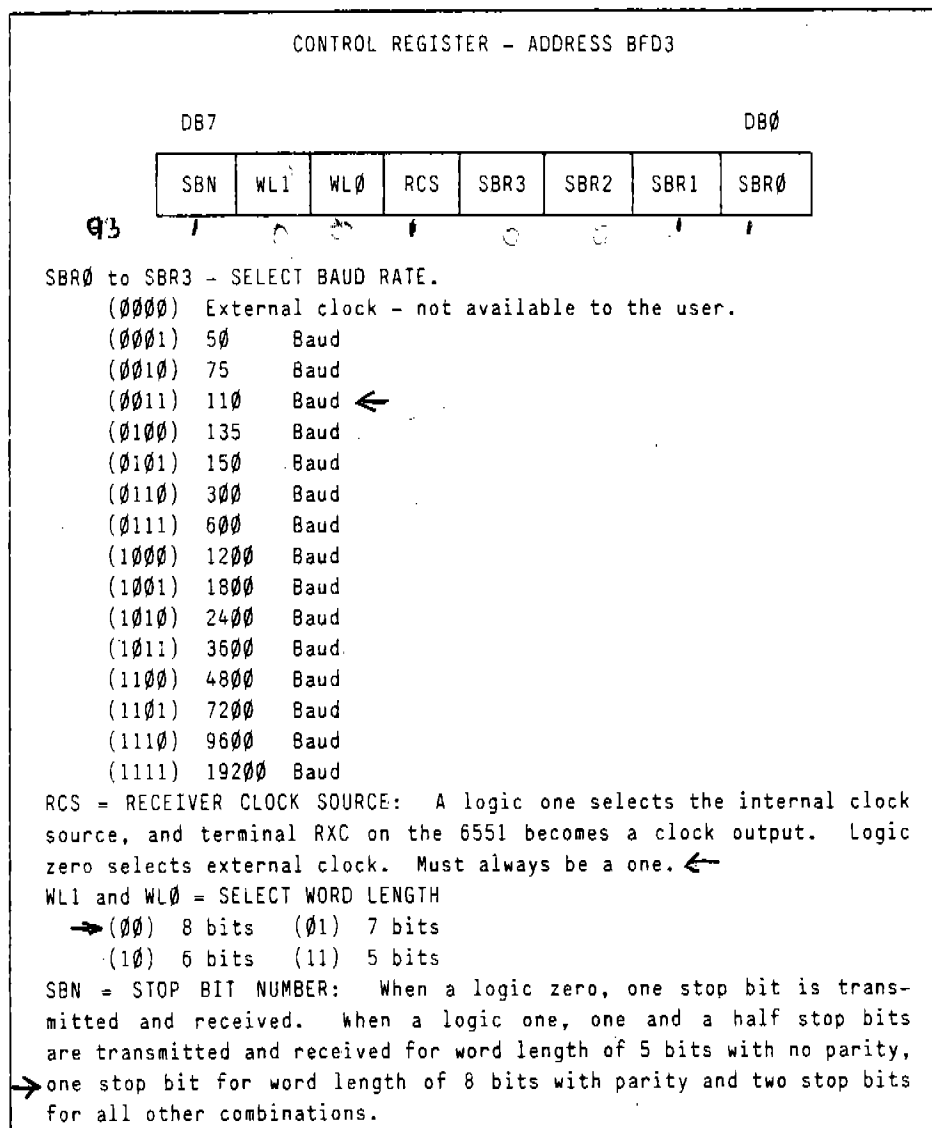 CONTROL REGISTER – ADDRESS BFD3
DB7 DBØ
SBN WL1 WLØ RCS SBR3 SBR2 SBR1 SBRØ
93 1 0 0 1 0 0 1 1
SBRØ to SBR3 – SELECT BAUD RATE.
(ØØØØ) External clock – not available to the user.
(ØØØ1) 5Ø Baud
(ØØ1Ø) 75 Baud
(ØØ11) 11Ø Baud ←
(Ø1ØØ) 135 Baud
(Ø1Ø1) 15Ø Baud
(Ø11Ø) 3ØØ Baud
(Ø111) 6ØØ Baud
(1ØØØ) 12ØØ Baud
(1ØØ1) 18ØØ Baud
(1Ø1Ø) 24ØØ Baud
(1Ø11) 36ØØ Baud
(11ØØ) 48ØØ Baud
(11Ø1) 72ØØ Baud
(111Ø) 96ØØ Baud
(1111) 192ØØ Baud
RCS = RECEIVER CLOCK SOURCE: A logic one selects the internal clock
source, and terminal RXC on the 6551 becomes a clock output. Logic
zero selects external clock. Must always be a one. ←
WL1 and WLØ = SELECT WORD LENGTH
→ (ØØ) 8 bits (Ø1) 7 bits
(1Ø) 6 bits (11) 5 bits
SBN = STOP BIT NUMBER: When a logic zero, one stop bit is trans-
mitted and received. When a logic one, one and a half stop bits
are transmitted and received for word length of 5 bits with no parity,
→ one stop bit for word length of 8 bits with parity and two stop bits
for all other combinations.